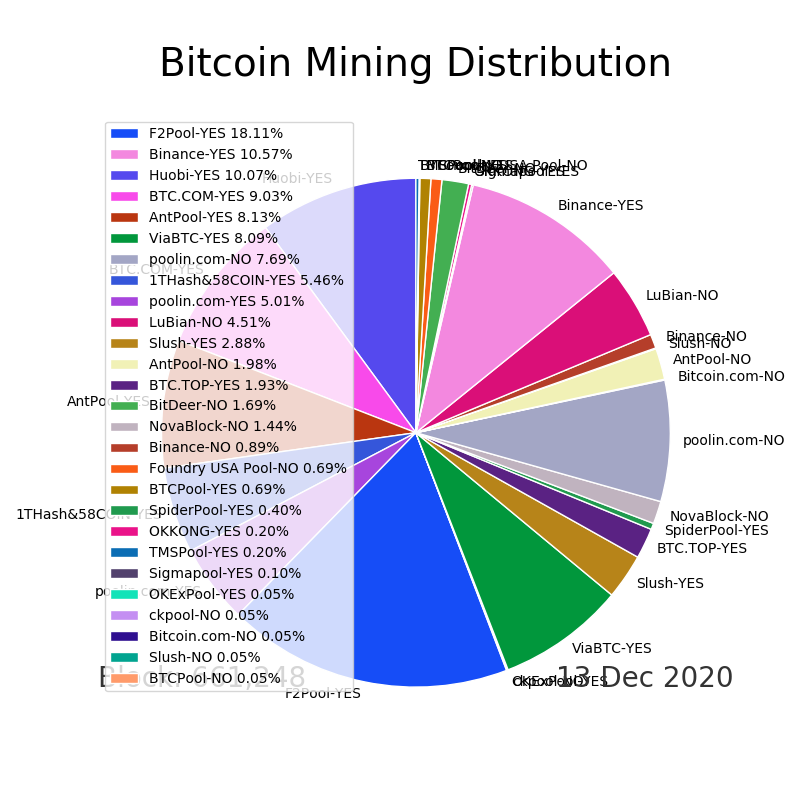 Bitcoin Mining Distribution
F2Pool-YES 18.11%
Binance-YES 10.57%
Huobi-YES 10.07%
BTC.COM-YES 9.03%
AntPool-YES 8.13%
ViaBTC-YES 8.09%
poolin.com-NO 7.69%
1THash&58COIN-YES 5.46%
poolin.com-YES 5.01%
LuBian-NO 4.51%
Slush-YES 2.88%
AntPool-NO 1.98%
BTC.TOP-YES 1.93%
BitDeer-NO 1.69%
NovaBlock-NO 1.44%
Binance-NO 0.89%
Foundry USA Pool-NO 0.69%
BTCPool-YES 0.69%
SpiderPool-YES 0.40%
OKKONG-YES 0.20%
TMSPool-YES 0.20%
Sigmapool-YES 0.10%
OKExPool-YES 0.05%
ckpool-NO 0.05%
Bitcoin.com-NO 0.05%
Slush-NO 0.05%
BTCPool-NO 0.05%
Huobi-YES
BTC.COM-YES
AntPool-YES
1THash&58COIN-YES
poolin.com-YES
F2Pool-YES
Binance-YES
LuBian-NO
Binance-NO
Slush-NO
AntPool-NO
Bitcoin.com-NO
poolin.com-NO
NovaBlock-NO
SpiderPool-YES
BTC.TOP-YES
Slush-YES
ViaBTC-YES
Block: 661,248
13 Dec 2020